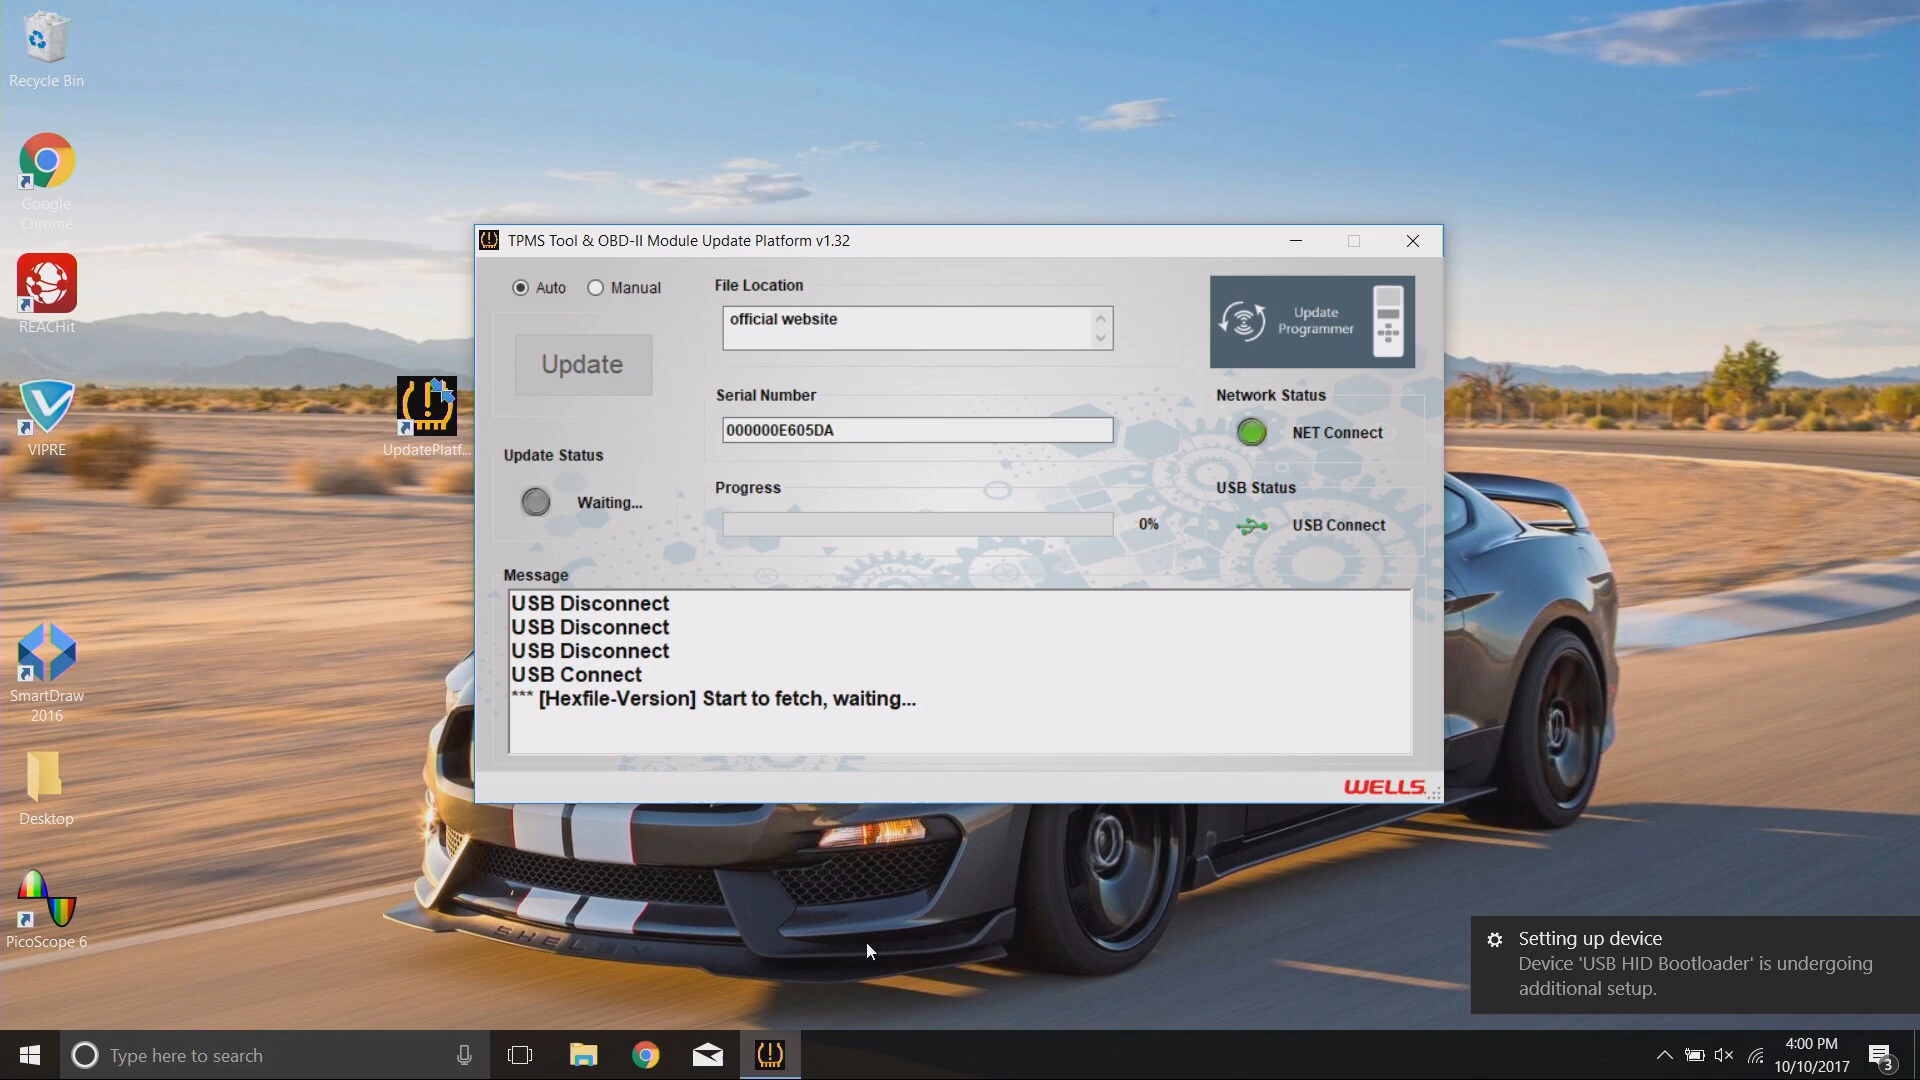 Recycle Bin
Google
Chrome
REACHit
VIPRE
UpdatePlatf...
SmartDraw
2016
Desktop
PicoScope 6
TPMS Tool & OBD-II Module Update Platform v1.32
Auto
Manual
Update
File Location
official website
Update
Programmer
Serial Number
000000E605DA
Network Status
NET Connect
Update Status
Waiting...
Progress
0%
USB Status
USB Connect
Message
USB Disconnect
USB Disconnect
USB Disconnect
USB Connect
*** [Hexfile-Version] Start to fetch, waiting...
WELLS
SHELBY
Setting up device
Device 'USB HID Bootloader' is undergoing
additional setup.
Type here to search
4:00 PM
10/10/2017
3